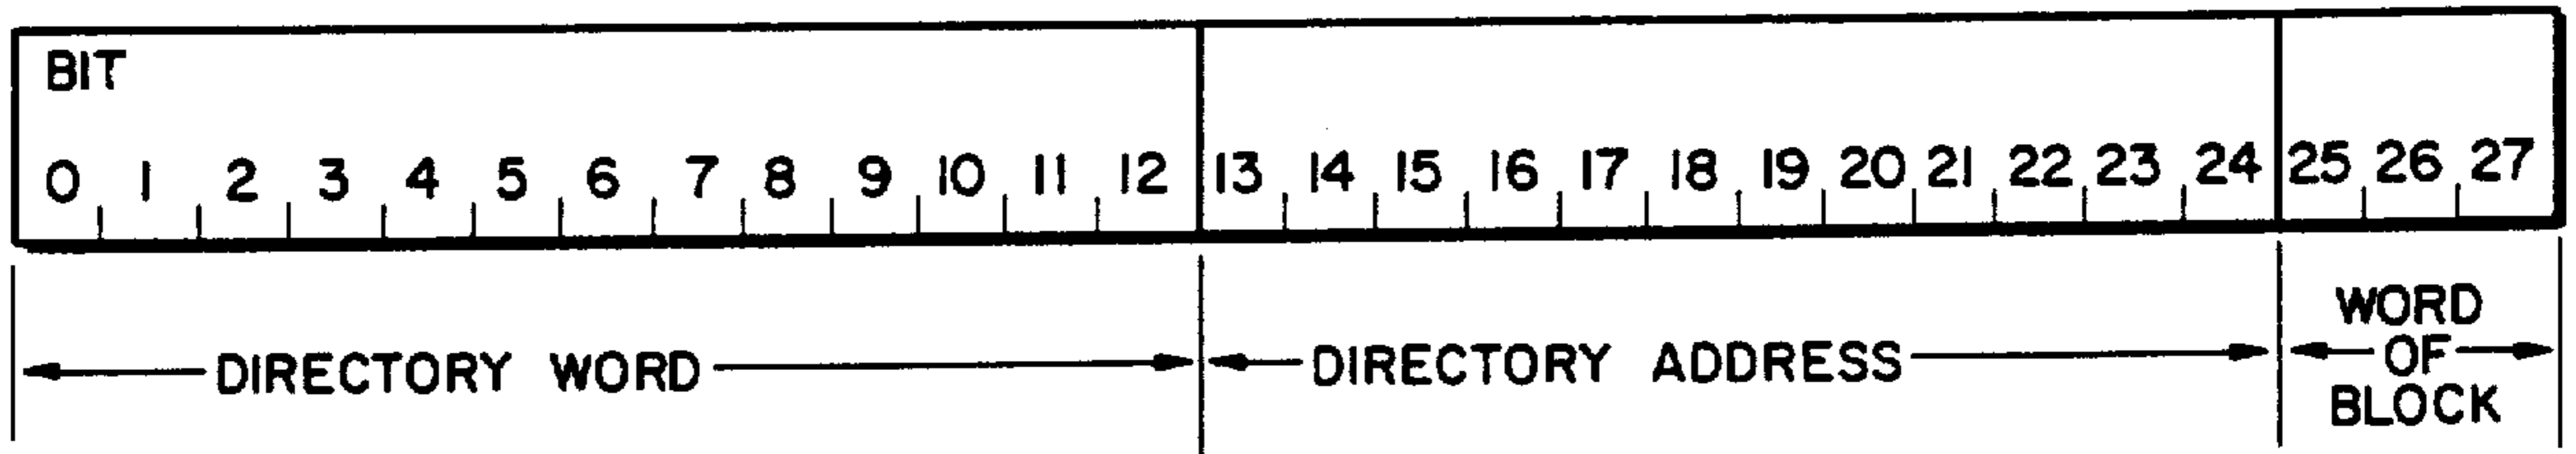 BIT
0 1 2 3 4 5 6 7 8 9 10 11 12 13 14 15 16 17 18 19 20 21 22 23 24 25 26 27
DIRECTORY WORD DIRECTORY ADDRESS WORD
OF
BLOCK